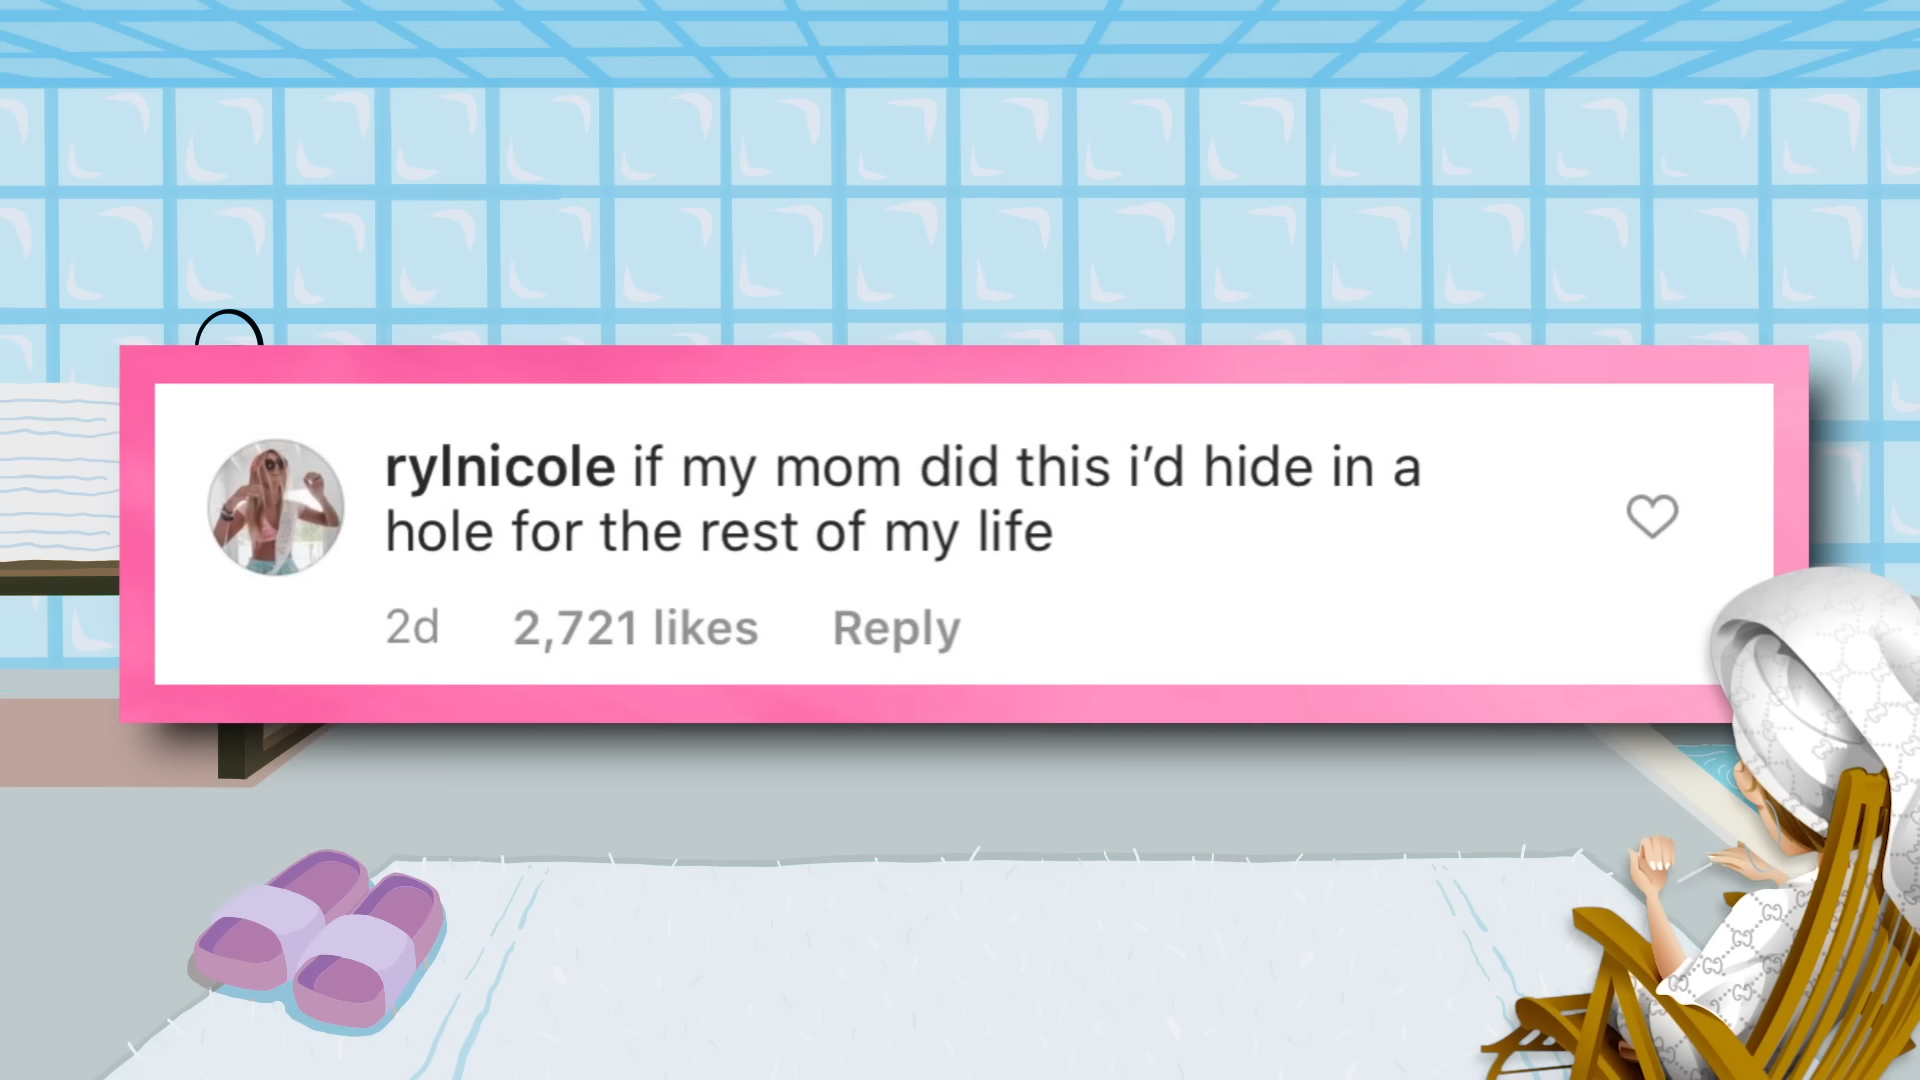 rylnicole if my mom did this i’d hide in a
hole for the rest of my life
2d 2,721 likes Reply